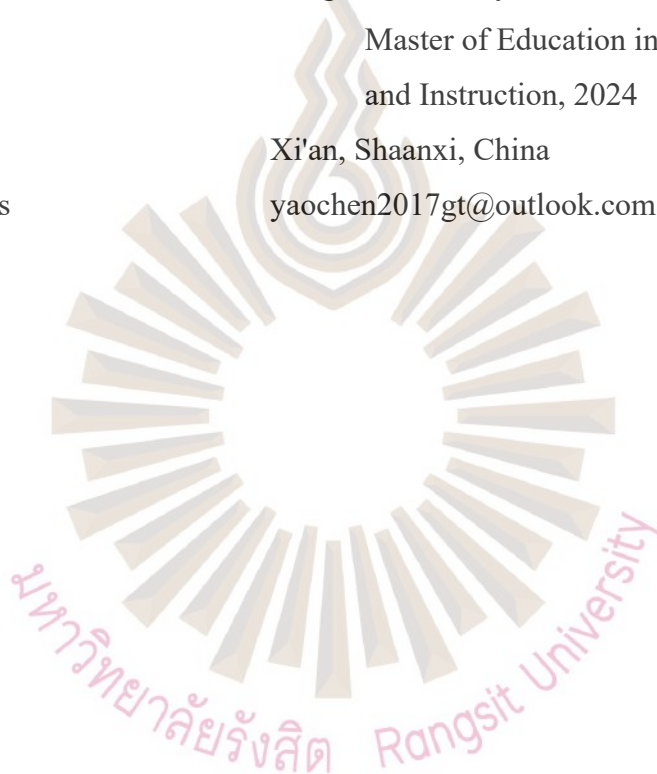 Master of Education in
and Instruction, 2024
Xi'an, Shaanxi, China
s yaochen2017gt@outlook.com
มหาวิทยาลัยรังสิต Rangsit University